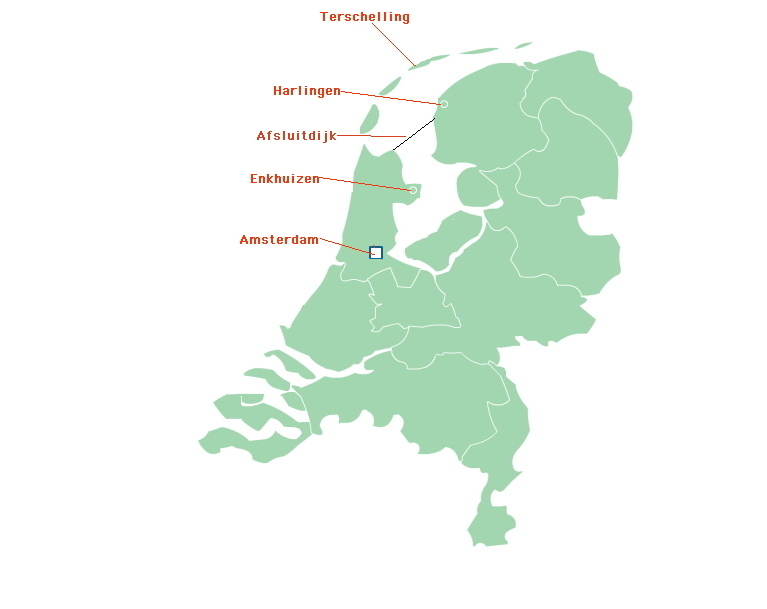 Terschelling
Harlingen
Afsluitdijk
Enkhuizen
Amsterdam